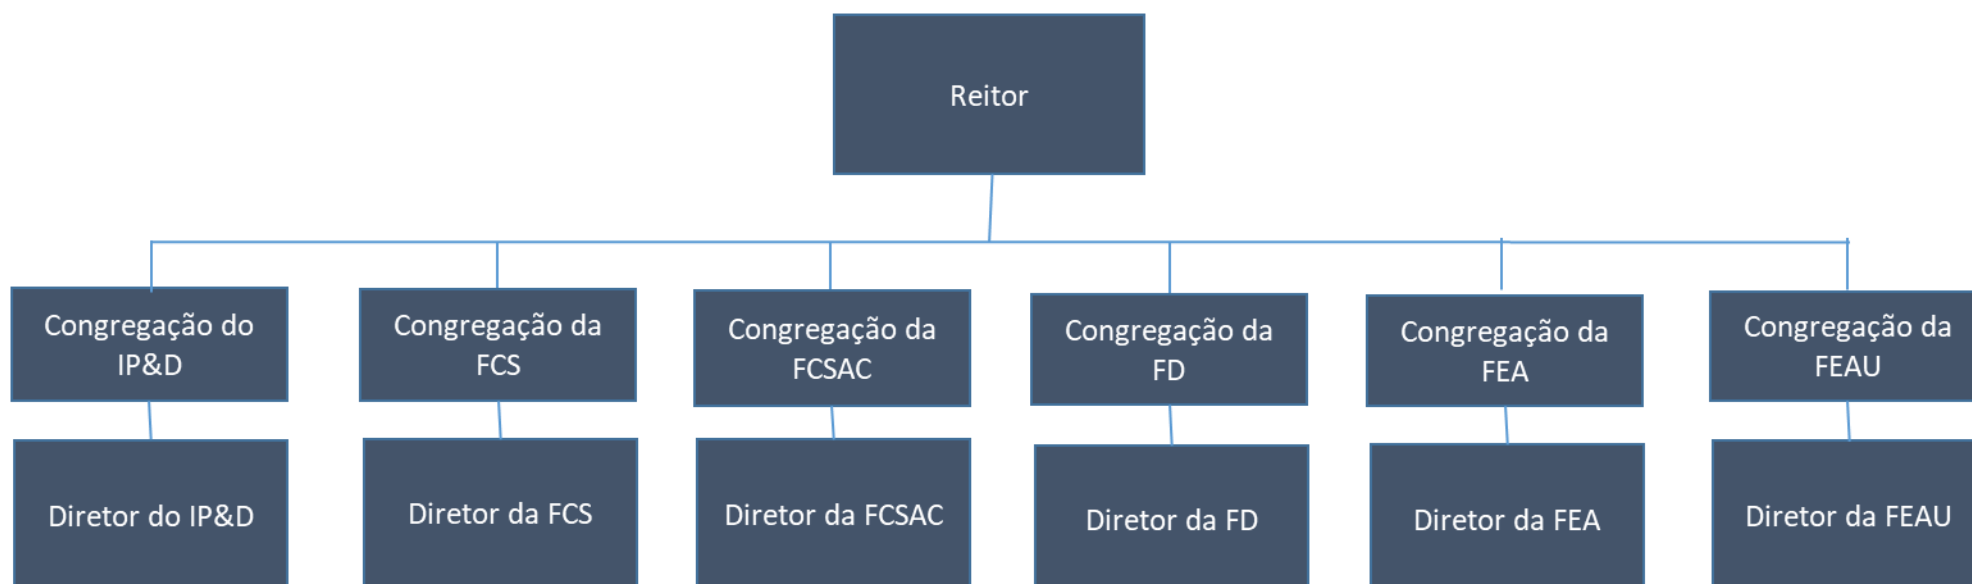 Reitor
Congregação do
IP&D
Congregação da
FCS
Congregação da
FCSAC
Congregação da
FD
Congregação da
FEA
Congregação da
FEAU
Diretor do IP&D
Diretor da FCS
Diretor da FCSAC
Diretor da FD
Diretor da FEA
Diretor da FEAU